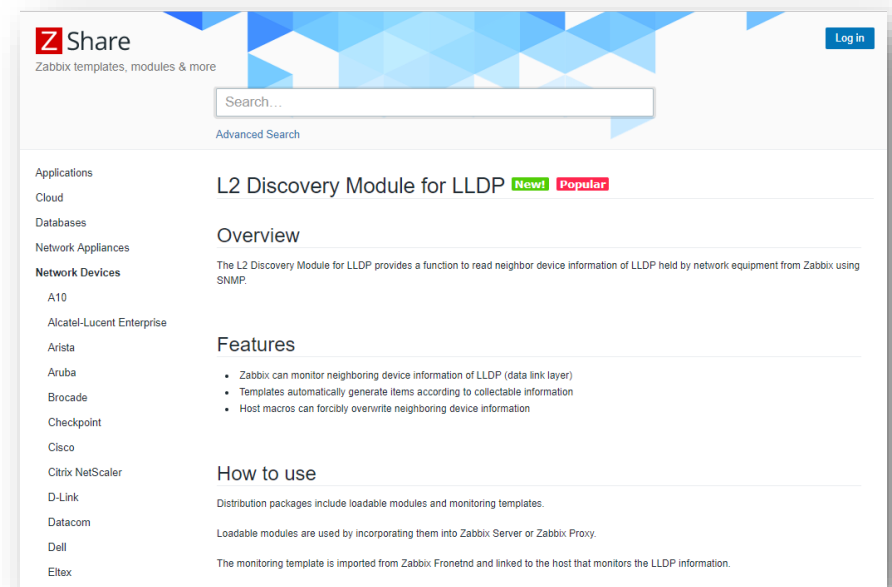 Z Share
Zabbix templates, modules & more
Log in
Search...
Advanced Search
Applications
Cloud
Databases
Network Appliances
Network Devices
A10
Alcatel-Lucent Enterprise
Arista
Aruba
Brocade
Checkpoint
Cisco
Citrix NetScaler
D-Link
Datacom
Dell
Eltex
L2 Discovery Module for LLDP New! Popular
Overview
The L2 Discovery Module for LLDP provides a function to read neighbor device information of LLDP held by network equipment from Zabbix using
SNMP.
Features
• Zabbix can monitor neighboring device information of LLDP (data link layer)
• Templates automatically generate items according to collectable information
• Host macros can forcibly overwrite neighboring device information
How to use
Distribution packages include loadable modules and monitoring templates.
Loadable modules are used by incorporating them into Zabbix Server or Zabbix Proxy.
The monitoring template is imported from Zabbix Fronetnd and linked to the host that monitors the LLDP information.